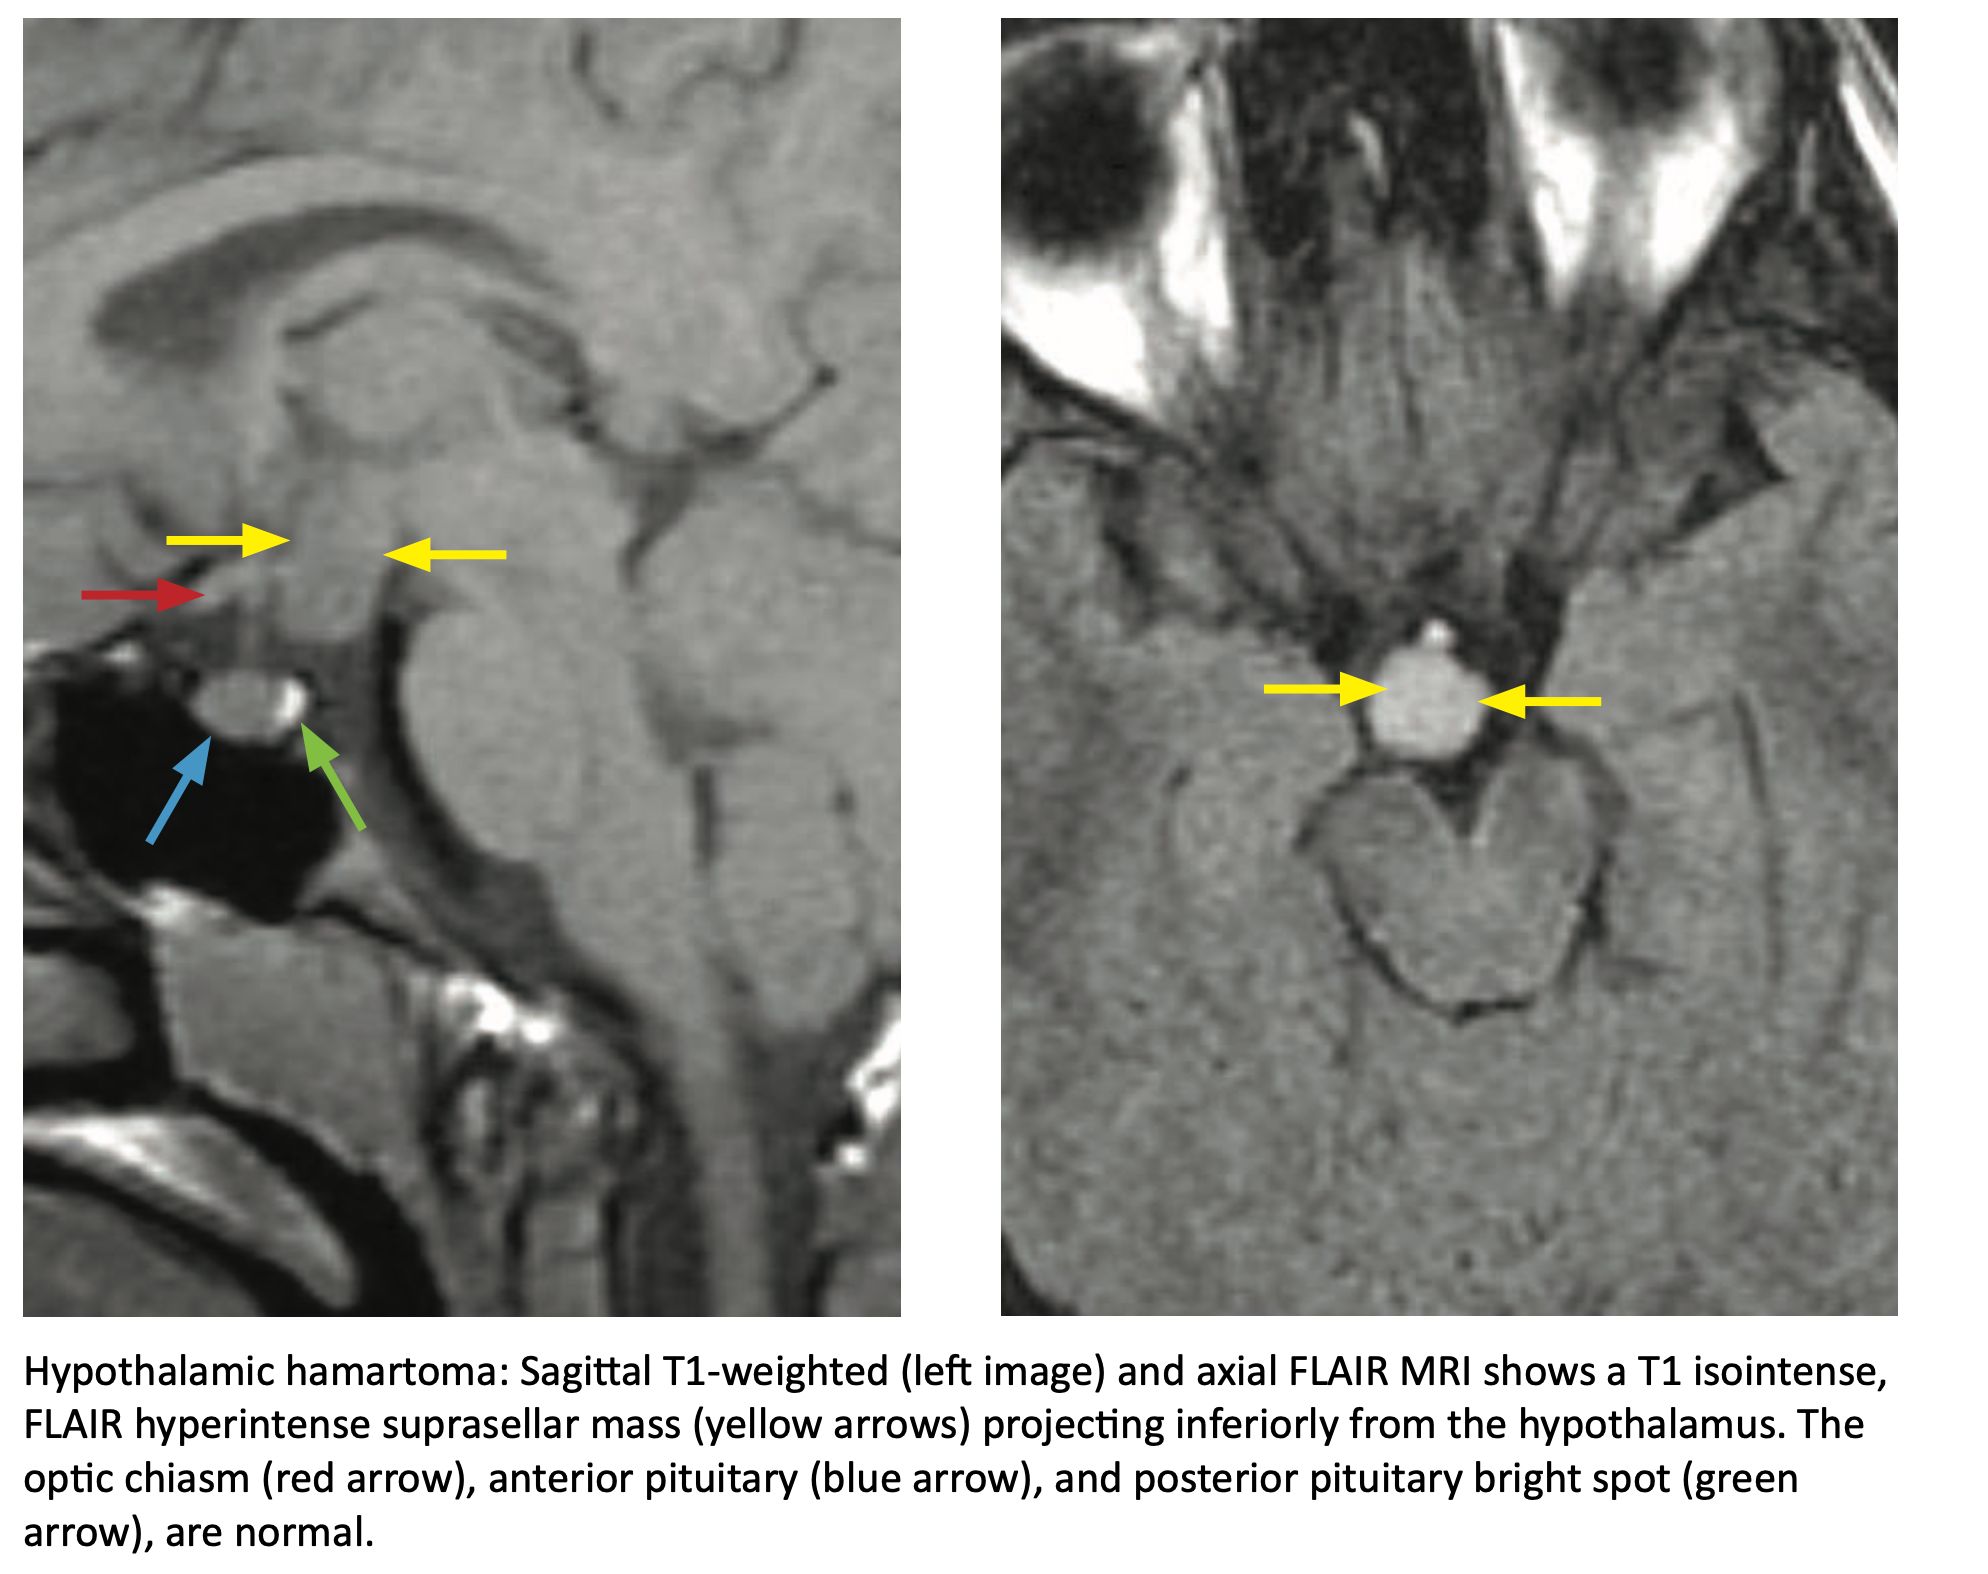 Hypothalamic hamartoma: Sagittal T1-weighted (left image) and axial FLAIR MRI shows a T1 isointense,
FLAIR hyperintense suprasellar mass (yellow arrows) projecting inferiorly from the hypothalamus. The
optic chiasm (red arrow), anterior pituitary (blue arrow), and posterior pituitary bright spot (green
arrow), are normal.